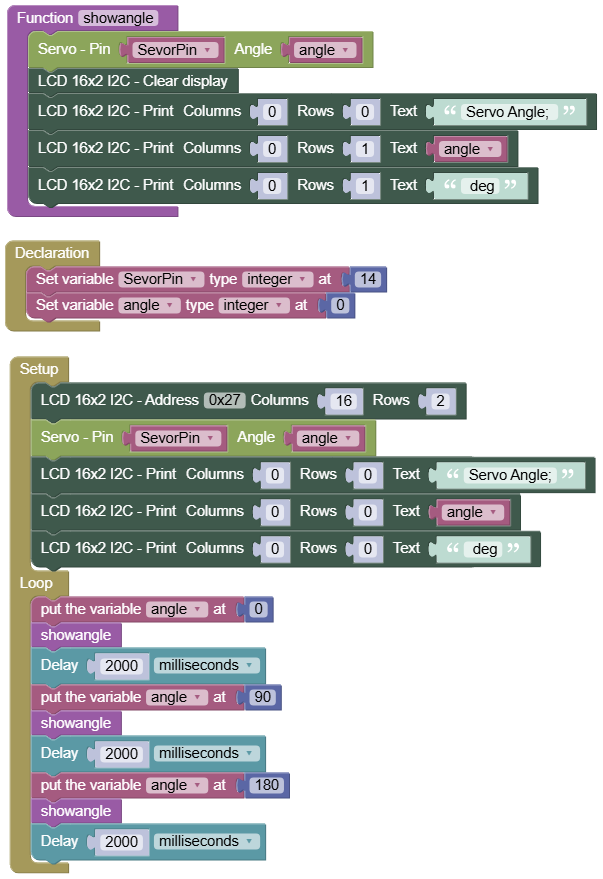 Function showangle
Servo - Pin SevorPin Angle angle
LCD 16x2 I2C - Clear display
LCD 16x2 I2C - Print Columns 0 Rows 0 Text “ Servo Angle; ”
LCD 16x2 I2C - Print Columns 0 Rows 1 Text angle
LCD 16x2 I2C - Print Columns 0 Rows 1 Text “ deg ”
Declaration
Set variable SevorPin type integer at 14
Set variable angle type integer at 0
Setup
LCD 16x2 I2C - Address 0x27 Columns 16 Rows 2
Servo - Pin SevorPin Angle angle
LCD 16x2 I2C - Print Columns 0 Rows 0 Text “ Servo Angle; ”
LCD 16x2 I2C - Print Columns 0 Rows 0 Text angle
LCD 16x2 I2C - Print Columns 0 Rows 0 Text “ deg ”
Loop
put the variable angle at 0
showangle
Delay 2000 milliseconds
put the variable angle at 90
showangle
Delay 2000 milliseconds
put the variable angle at 180
showangle
Delay 2000 milliseconds